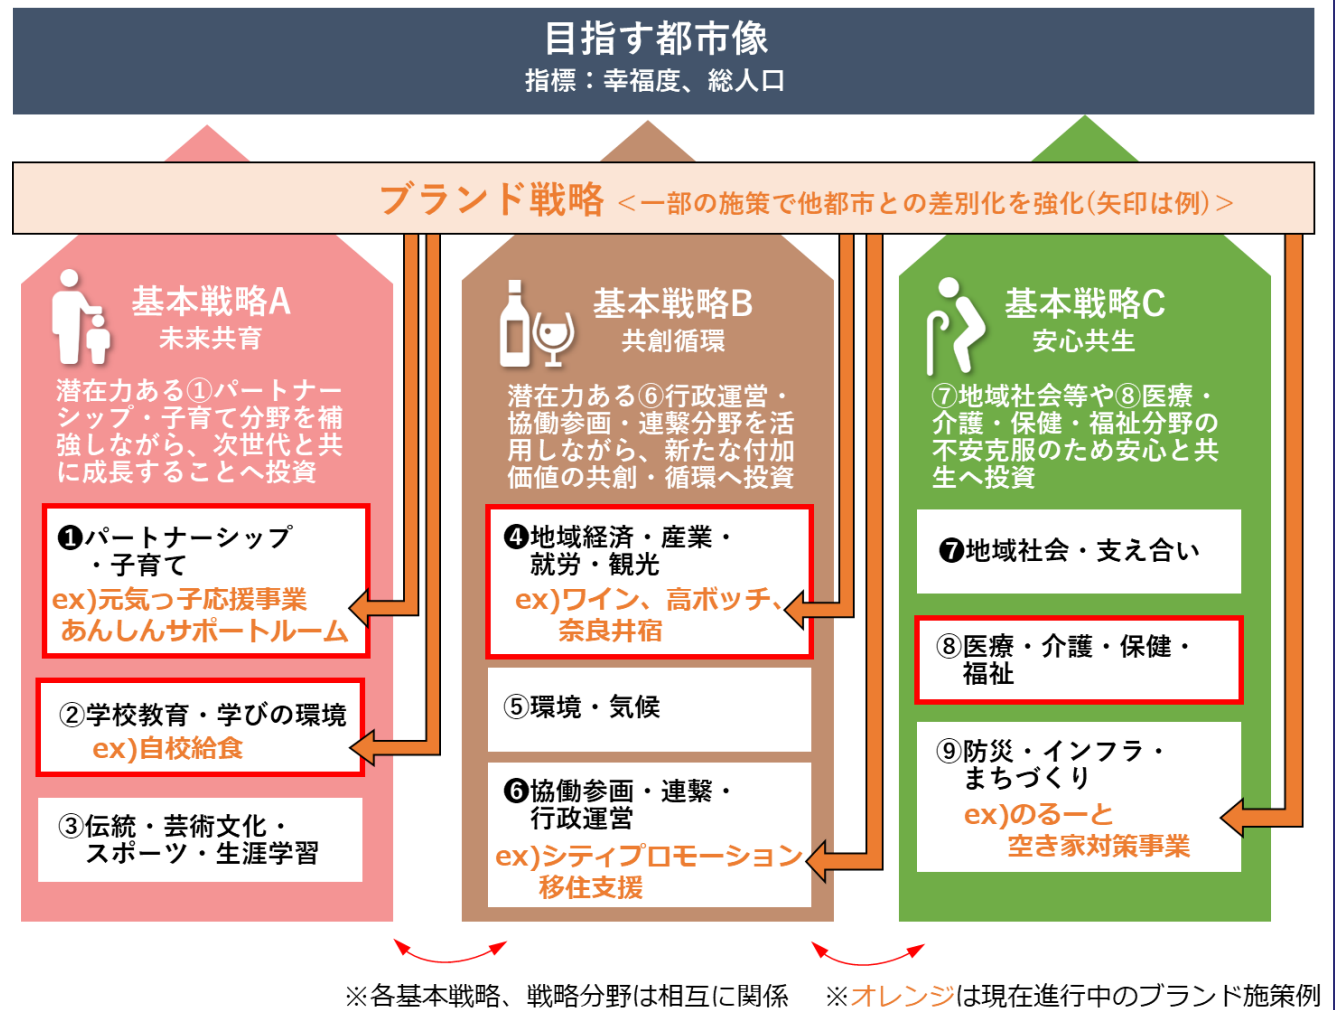 目指す都市像
指標：幸福度、総人口
ブランド戦略 ＜一部の施策で他都市との差別化を強化(矢印は例)＞
基本戦略A
未来共育
潜在力ある①パートナー
シップ・子育て分野を補
強しながら、次世代と共
に成長することへ投資
❶パートナーシップ
・子育て
ex)元気っ子応援事業
あんしんサポートルーム
②学校教育・学びの環境
ex)自校給食
③伝統・芸術文化・
スポーツ・生涯学習
基本戦略B
共創循環
潜在力ある⑥行政運営・
協働参画・連繋分野を活
用しながら、新たな付加
価値の共創・循環へ投資
❹地域経済・産業・
就労・観光
ex)ワイン、高ボッチ、
奈良井宿
⑤環境・気候
❻協働参画・連繋・
行政運営
ex)シティプロモーション
移住支援
基本戦略C
安心共生
⑦地域社会等や⑧医療・
介護・保健・福祉分野の
不安克服のため安心と共
生へ投資
❼地域社会・支え合い
⑧医療・介護・保健・
福祉
⑨防災・インフラ・
まちづくり
ex)のるーと
空き家対策事業
※各基本戦略、戦略分野は相互に関係
※オレンジは現在進行中のブランド施策例